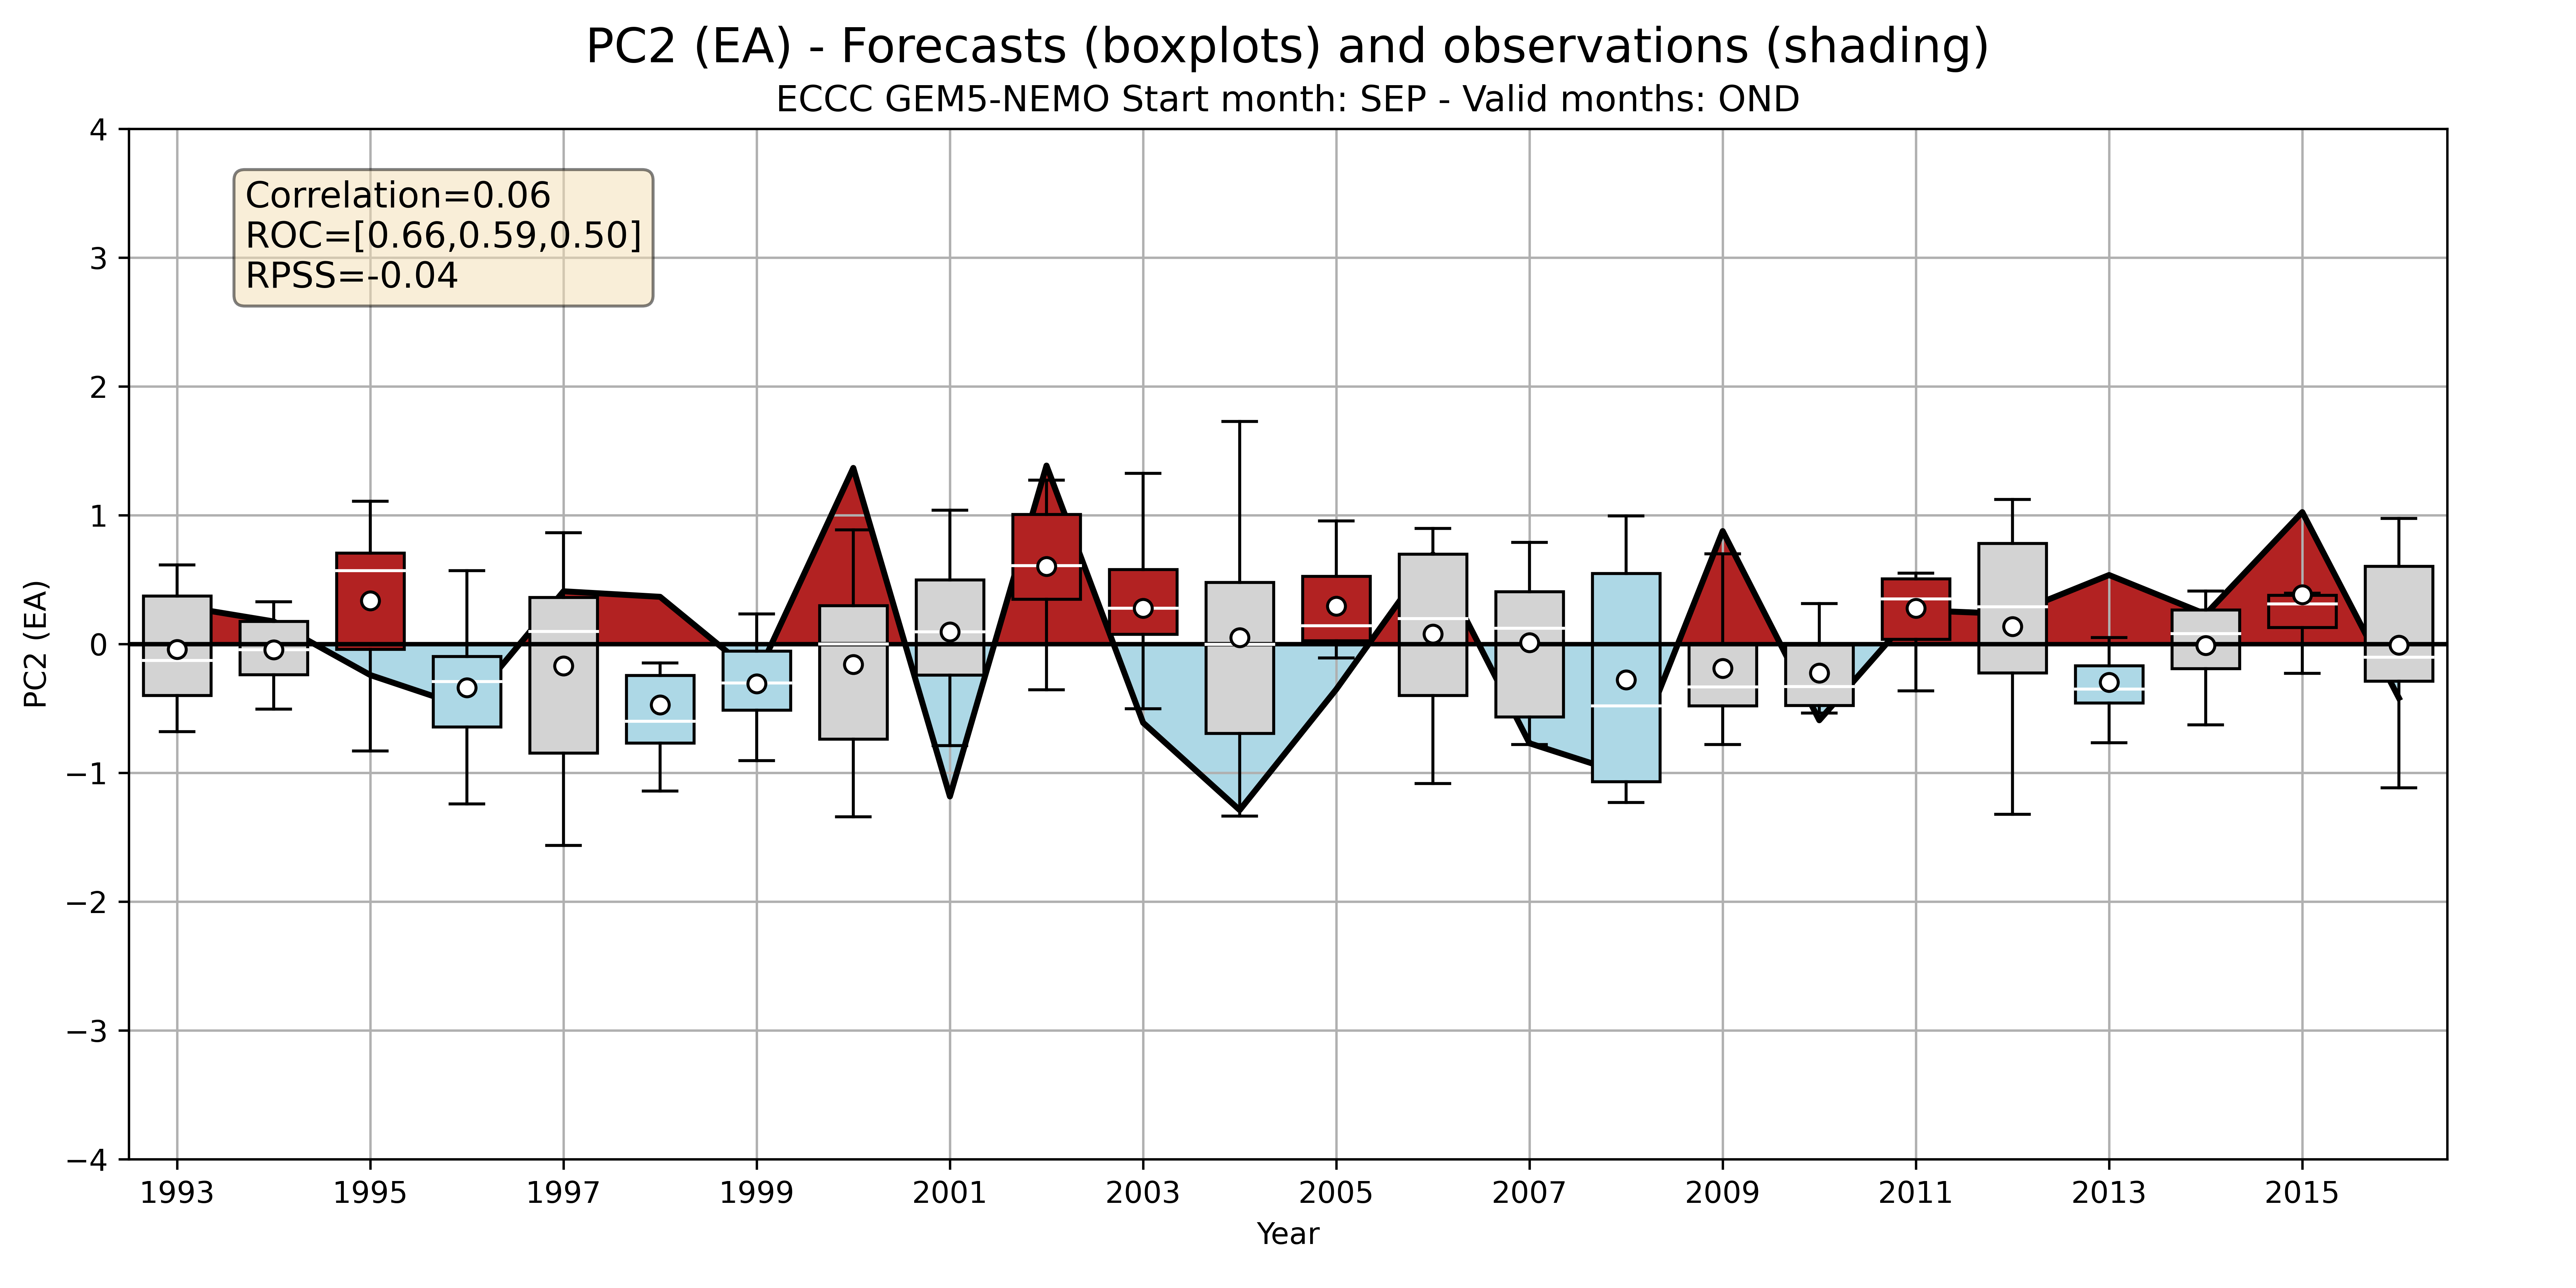 PC2 (EA) - Forecasts (boxplots) and observations (shading)
ECCC GEM5-NEMO Start month: SEP - Valid months: OND
Correlation=0.06
ROC=[0.66,0.59,0.50]
RPSS=-0.04
PC2 (EA)
4
3
2
1
0
−1
−2
−3
−4
1993 1995 1997 1999 2001 2003 2005 2007 2009 2011 2013 2015
Year